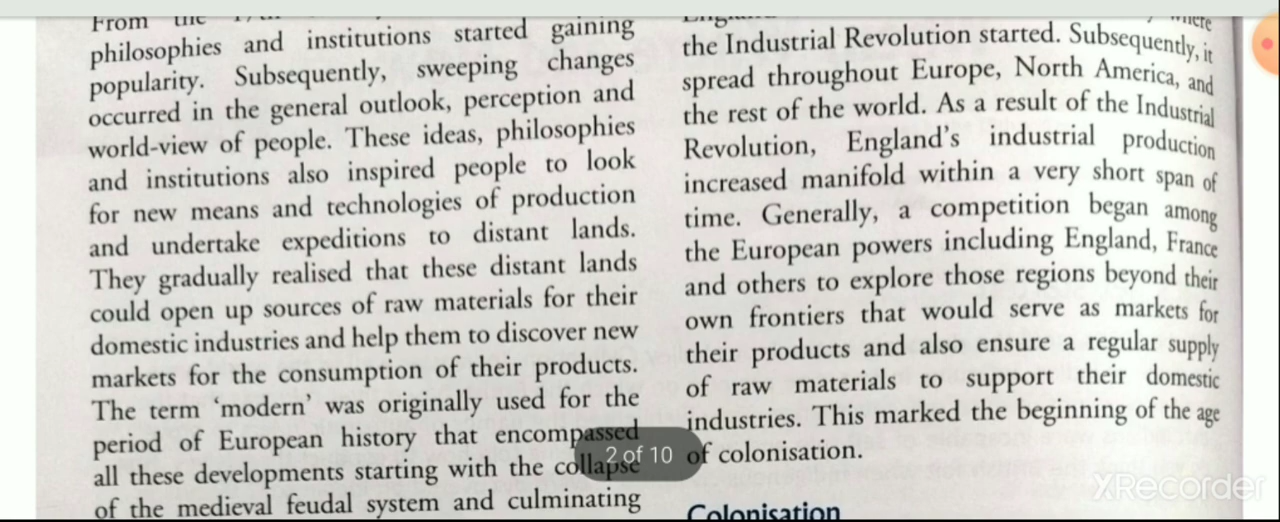 From the
philosophies and institutions started gaining
popularity. Subsequently, sweeping changes
occurred in the general outlook, perception and
world-view of people. These ideas, philosophies
and institutions also inspired people to look
for new means and technologies of production
and undertake expeditions to distant lands.
They gradually realised that these distant lands
could open up sources of raw materials for their
domestic industries and help them to discover new
markets for the consumption of their products.
The term ‘modern’ was originally used for the
period of European history that encompassed
all these developments starting with the collapse
of the medieval feudal system and culminating
England where
the Industrial Revolution started. Subsequently, it
spread throughout Europe, North America, and
the rest of the world. As a result of the Industrial
Revolution, England’s industrial production
increased manifold within a very short span of
time. Generally, a competition began among
the European powers including England, France
and others to explore those regions beyond their
own frontiers that would serve as markets for
their products and also ensure a regular supply
of raw materials to support their domestic
industries. This marked the beginning of the age
of colonisation.
Colonisation
2 of 10
XRecorder